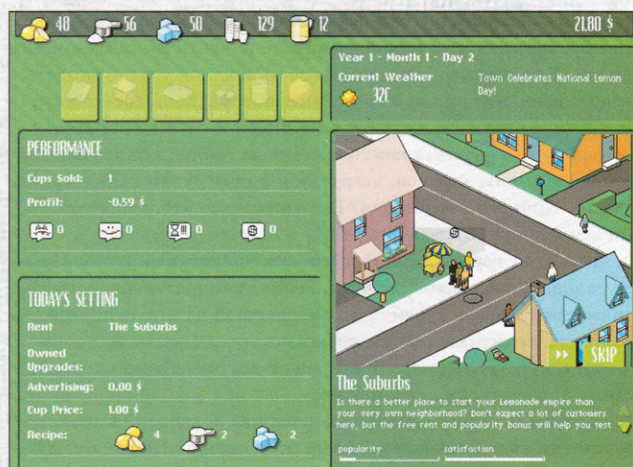 48 56 50 129 12 21.80 $
Year 1 - Month 1 - Day 2
Current Weather
32C
Town Celebrates National Lemon
Day!
PERFORMANCE
Cups Sold: 1
Profit: -0.59 $
0 0 0 $ 0
TODAY'S SETTING
Rent The Suburbs
Owned
Upgrades:
Advertising: 0.00 $
Cup Price: 1.00 $
Recipe: 4 2 2
$
SKIP
The Suburbs
Is there a better place to start your Lemonade empire than
your very own neighborhood? Don't expect a lot of customers
here, but the free rent and popularity bonus will help you test
popularity satisfaction